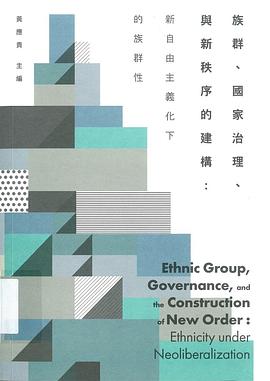 族群、國家治理、
與新秩序的建構：
新自由主義化下
的族群性
黃應貴 主編
Ethnic Group,
Governance, and
the Construction
of New Order :
Ethnicity under
Neoliberalization